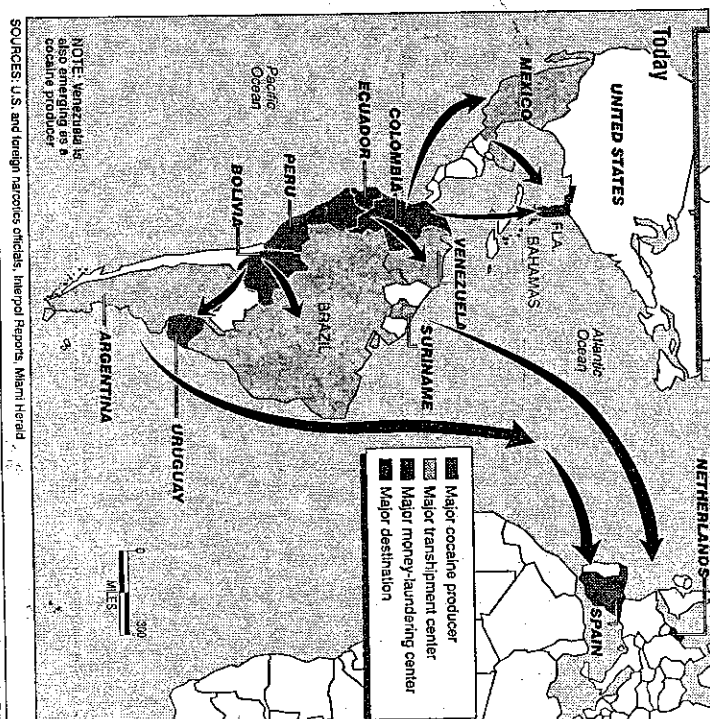 Today
UNITED STATES
MEXICO
FLA.
BAHAMAS
Atlantic
Ocean
NETHERLANDS
COLOMBIA
ECUADOR
VENEZUELA
SURINAME
Pacific
Ocean
PERU
BRAZIL
BOLIVIA
ARGENTINA
URUGUAY
SPAIN
Major cocaine producer
Major transhipment center
Major money-laundering center
Major destination
0 300
MILES
NOTE: Venezuela is
also emerging as a
cocaine producer
SOURCES: U.S. and foreign narcotics officials, Interpol Reports, Miami Herald